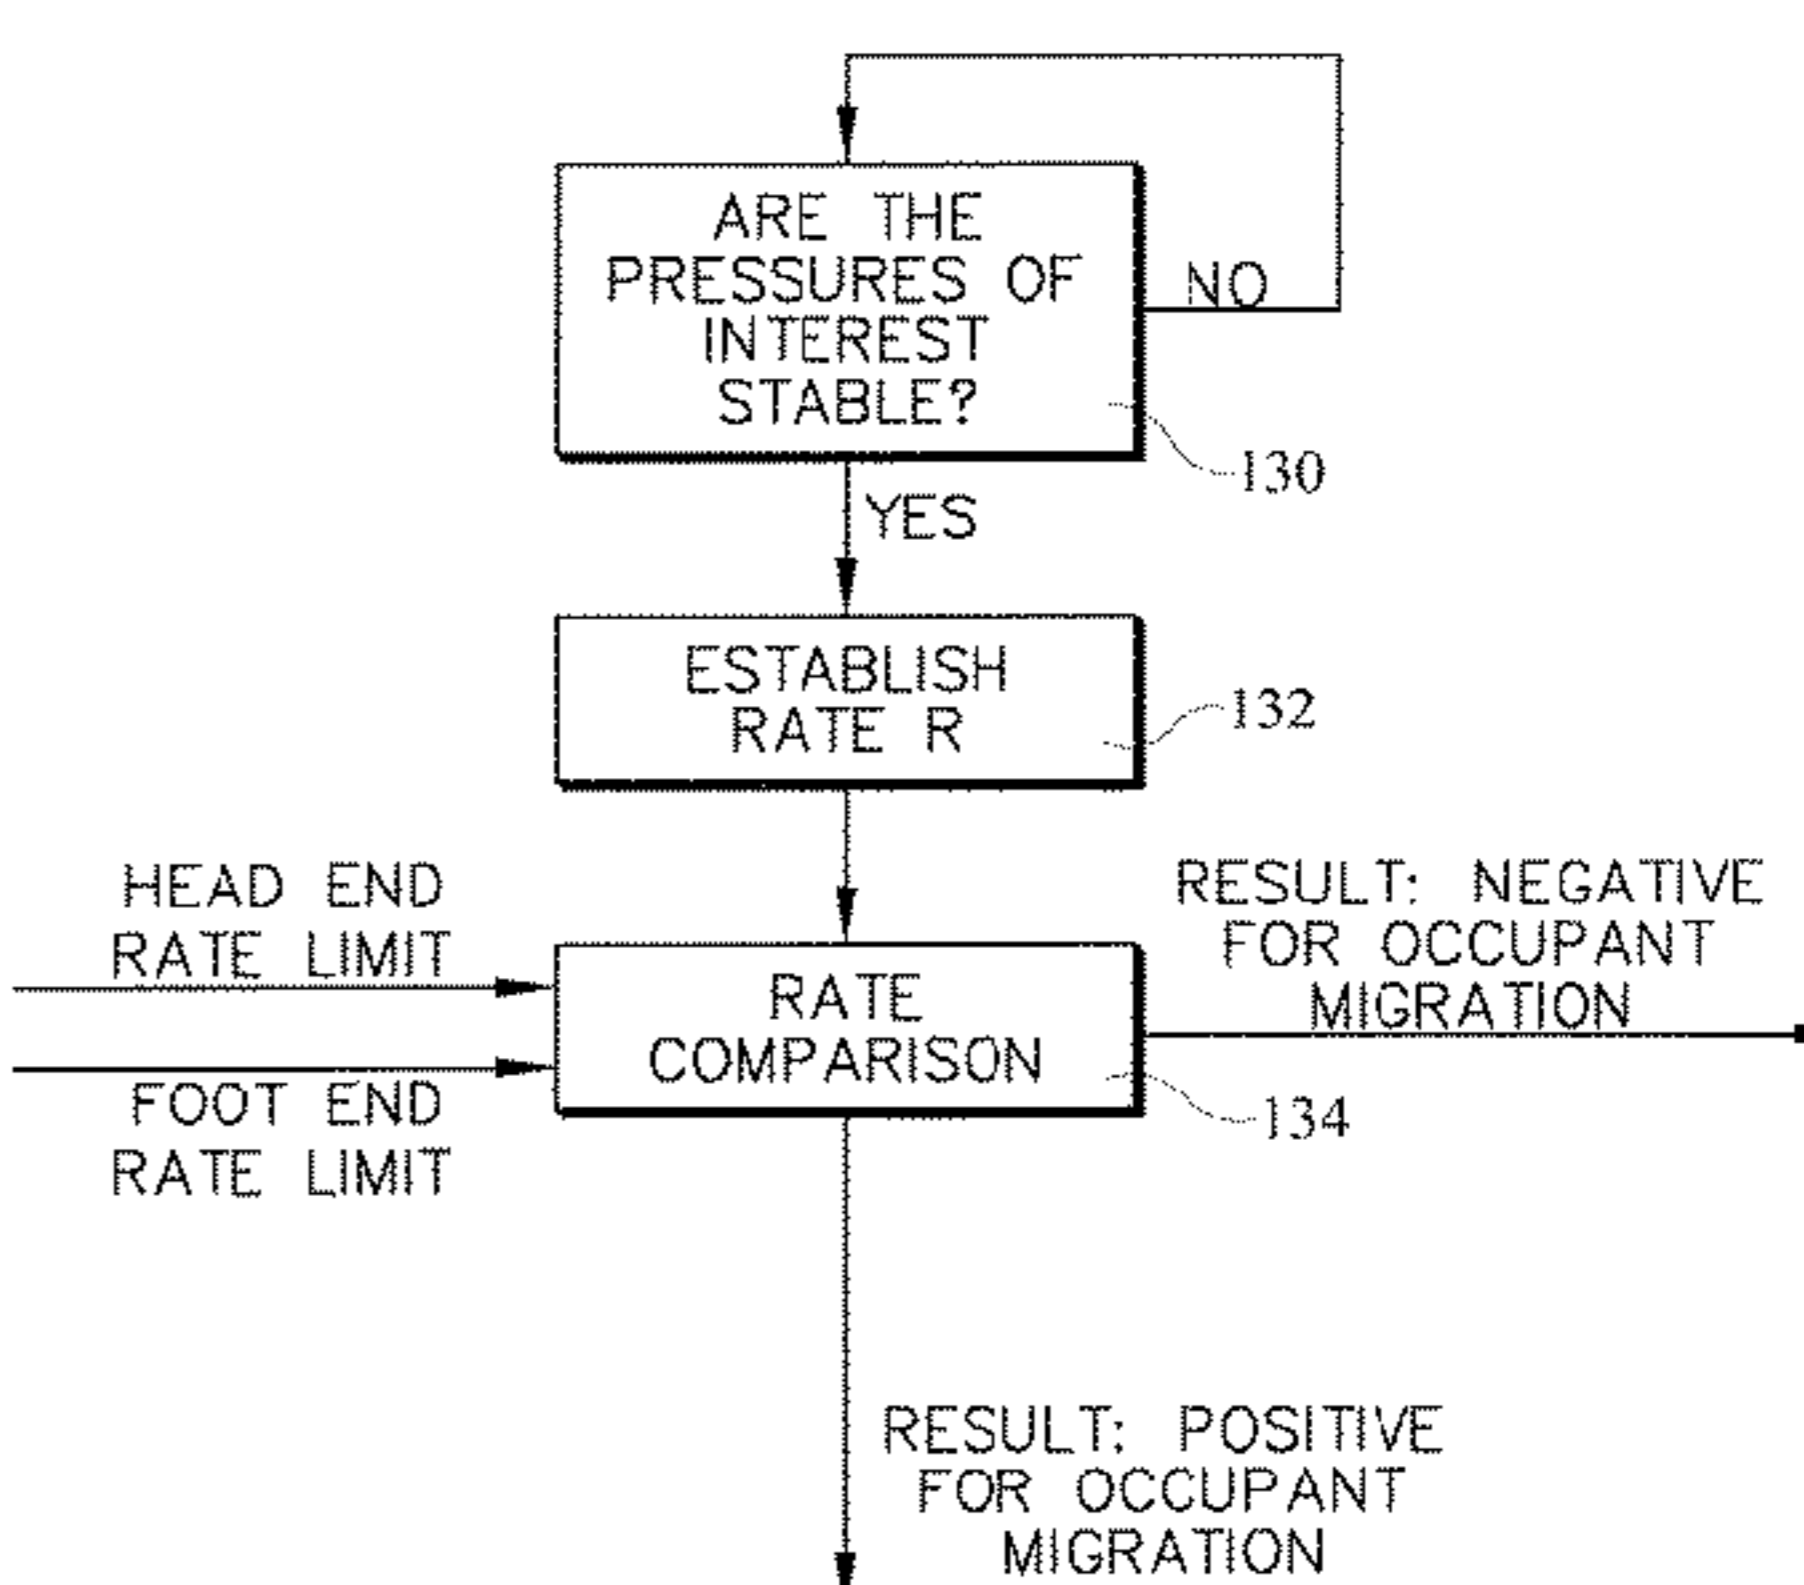 ARE THE
PRESSURES OF
INTEREST
STABLE?
NO
130
YES
ESTABLISH
RATE R
132
HEAD END
RATE LIMIT
FOOT END
RATE LIMIT
RATE
COMPARISON
134
RESULT: NEGATIVE
FOR OCCUPANT
MIGRATION
RESULT: POSITIVE
FOR OCCUPANT
MIGRATION